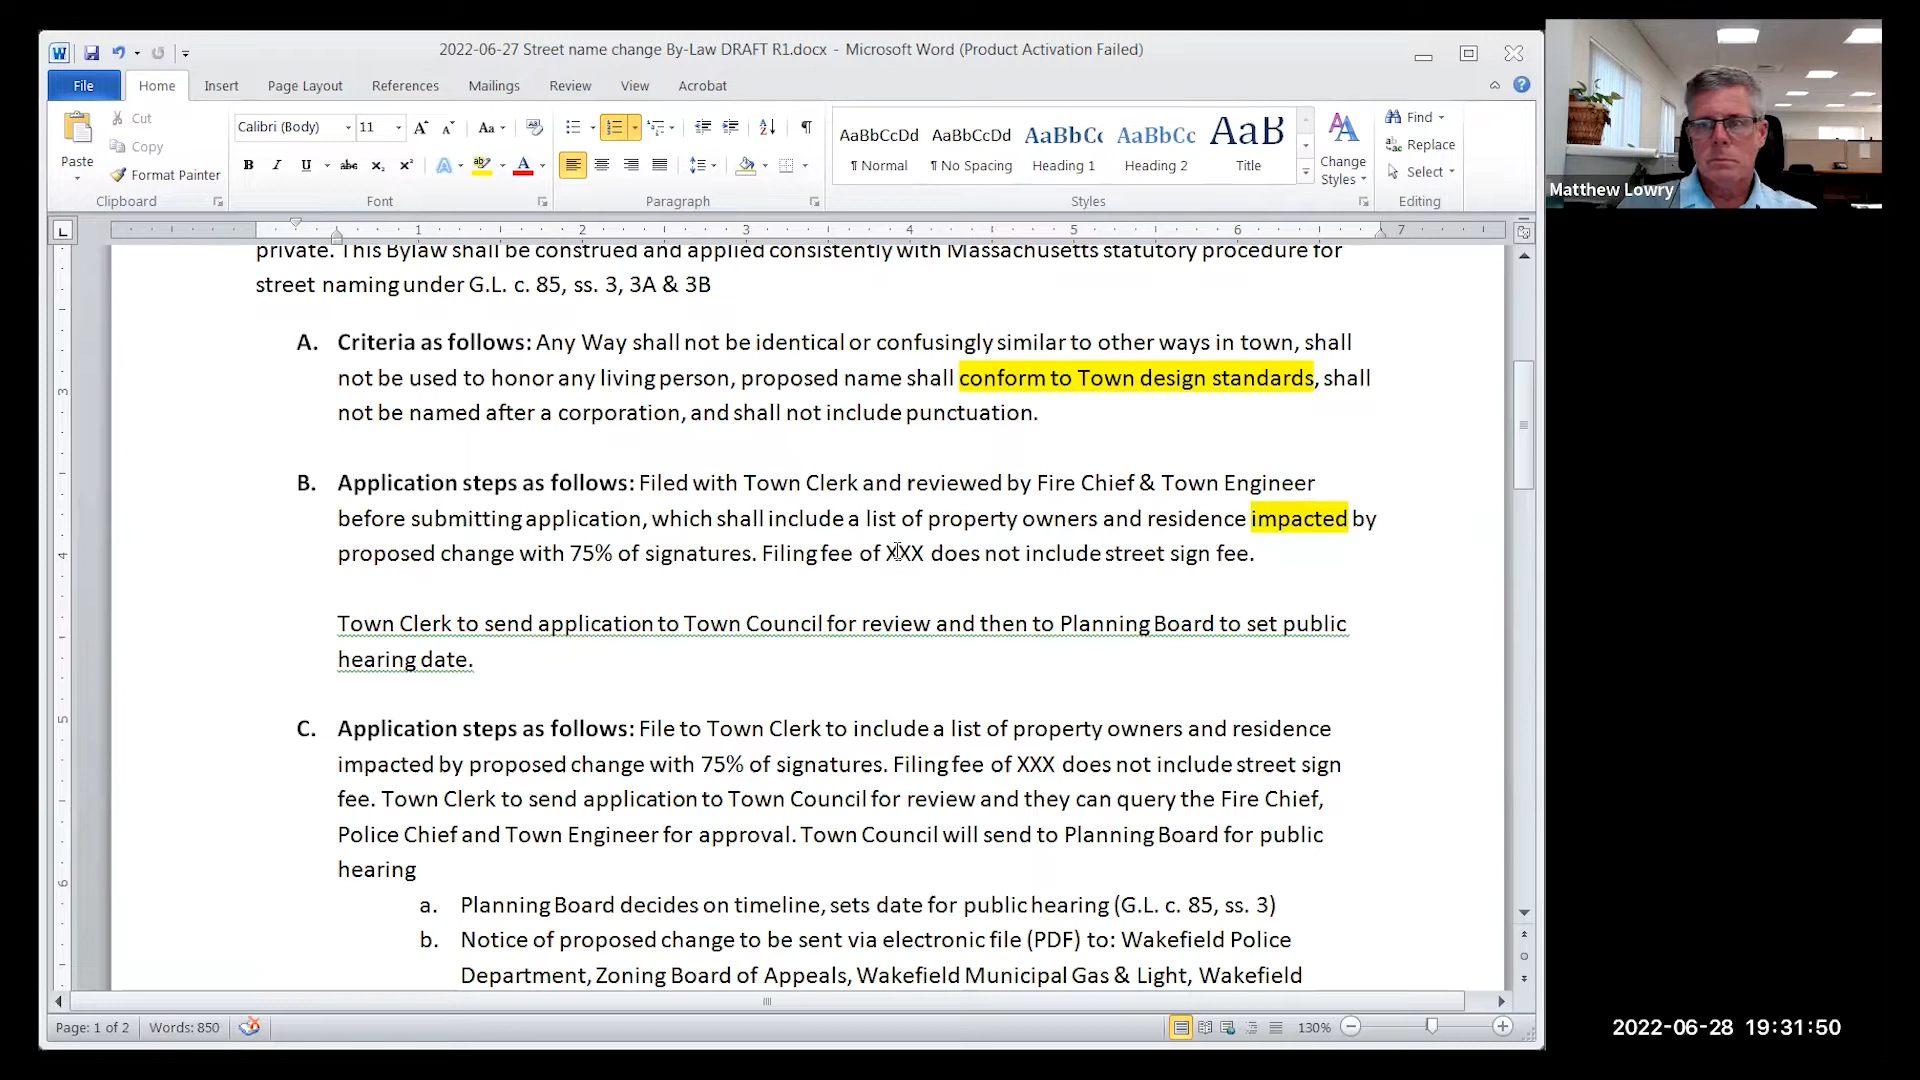 2022-06-27 Street name change By-Law DRAFT R1.docx - Microsoft Word (Product Activation Failed)
File Home Insert Page Layout References Mailings Review View Acrobat
Cut
Copy
Format Painter
Paste
Calibri (Body) 11
AaBbCcDd AaBbCcDd AaBbCc AaBbCc AaB
¶ Normal ¶ No Spacing Heading 1 Heading 2 Title
Change Styles
Find
Replace
Select
Clipboard Font Paragraph Styles Editing
Matthew Lowry
1 2 3 4 5 6 7
private. This Bylaw shall be construed and applied consistently with Massachusetts statutory procedure for
street naming under G.L. c. 85, ss. 3, 3A & 3B
A. Criteria as follows: Any Way shall not be identical or confusingly similar to other ways in town, shall
not be used to honor any living person, proposed name shall conform to Town design standards, shall
not be named after a corporation, and shall not include punctuation.
B. Application steps as follows: Filed with Town Clerk and reviewed by Fire Chief & Town Engineer
before submitting application, which shall include a list of property owners and residence impacted by
proposed change with 75% of signatures. Filing fee of XXX does not include street sign fee.
Town Clerk to send application to Town Council for review and then to Planning Board to set public
hearing date.
C. Application steps as follows: File to Town Clerk to include a list of property owners and residence
impacted by proposed change with 75% of signatures. Filing fee of XXX does not include street sign
fee. Town Clerk to send application to Town Council for review and they can query the Fire Chief,
Police Chief and Town Engineer for approval. Town Council will send to Planning Board for public
hearing
a. Planning Board decides on timeline, sets date for public hearing (G.L. c. 85, ss. 3)
b. Notice of proposed change to be sent via electronic file (PDF) to: Wakefield Police
Department, Zoning Board of Appeals, Wakefield Municipal Gas & Light, Wakefield
3
4
5
6
Page: 1 of 2 Words: 850 130%
2022-06-28 19:31:50